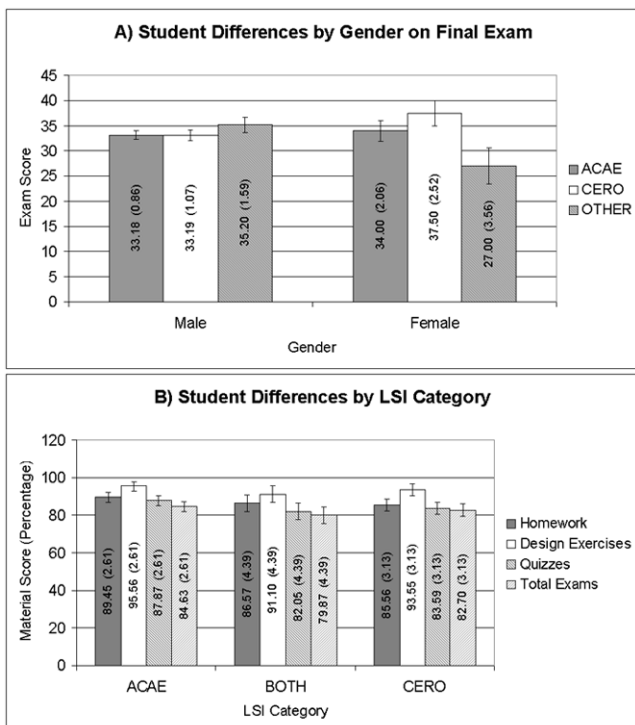 A) Student Differences by Gender on Final Exam
45
40
35
30
25
20
15
10
5
0
Exam Score
33.18 (0.86)
33.19 (1.07)
35.20 (1.59)
34.00 (2.06)
37.50 (2.52)
27.00 (3.56)
Male
Female
Gender
ACAE
CERO
OTHER
B) Student Differences by LSI Category
120
100
80
60
40
20
0
Material Score (Percentage)
89.45 (2.61)
95.56 (2.61)
87.87 (2.61)
84.63 (2.61)
86.57 (4.39)
91.10 (4.39)
82.05 (4.39)
79.87 (4.39)
85.56 (3.13)
93.55 (3.13)
83.59 (3.13)
82.70 (3.13)
ACAE
BOTH
CERO
LSI Category
Homework
Design Exercises
Quizzes
Total Exams